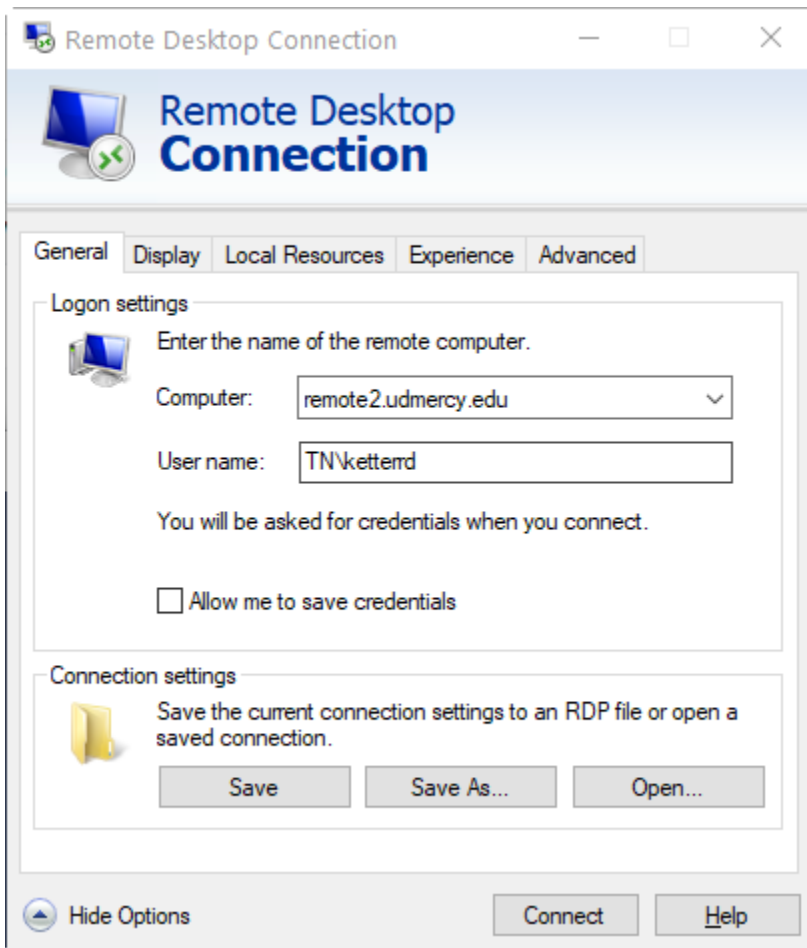 Remote Desktop Connection
Remote Desktop
Connection
General Display Local Resources Experience Advanced
Logon settings
Enter the name of the remote computer.
Computer: remote2.udmercy.edu
User name: TN\ketterrd
You will be asked for credentials when you connect.
Allow me to save credentials
Connection settings
Save the current connection settings to an RDP file or open a
saved connection.
Save Save As... Open...
Hide Options Connect Help